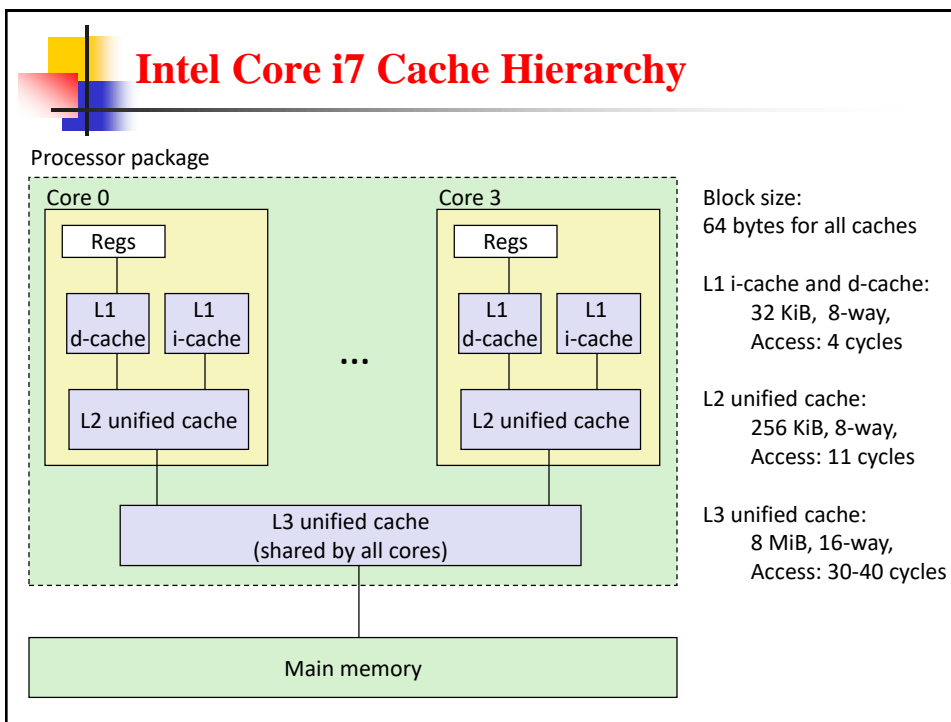 Intel Core i7 Cache Hierarchy
Processor package
Core 0
Regs
L1
d-cache
L1
i-cache
L2 unified cache
...
Core 3
Regs
L1
d-cache
L1
i-cache
L2 unified cache
L3 unified cache
(shared by all cores)
Main memory
Block size:
64 bytes for all caches
L1 i-cache and d-cache:
32 KiB, 8-way,
Access: 4 cycles
L2 unified cache:
256 KiB, 8-way,
Access: 11 cycles
L3 unified cache:
8 MiB, 16-way,
Access: 30-40 cycles